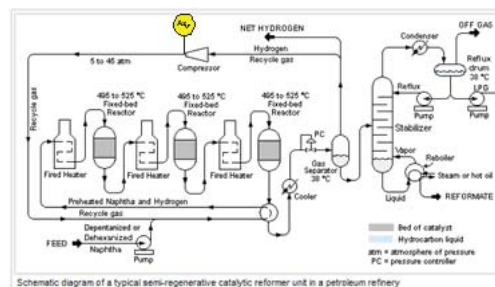 NET HYDROGEN
Condenser
OFF GAS
Hydrogen
Recycle gas
5 to 45 atm
Compressor
Reflux
drum
38 °C
Recycle gas
495 to 525 °C
Fixed-bed
Reactor
495 to 525 °C
Fixed-bed
Reactor
495 to 525 °C
Fixed-bed
Reactor
Reflux
LPG
Pump
Pump
PC
Stabilizer
Fired Heater
Fired Heater
Fired Heater
Gas
Separator
38 °C
Cooler
Vapor
Reboiler
Steam or hot oil
Liquid
REFORMATE
Preheated Naphtha and Hydrogen
Recycle gas
Depentanized or
Dehexanized
Naphtha
FEED
Pump
Bed of catalyst
Hydrocarbon liquid
atm = atmosphere of pressure
PC = pressure controller
Schematic diagram of a typical semi-regenerative catalytic reformer unit in a petroleum refinery